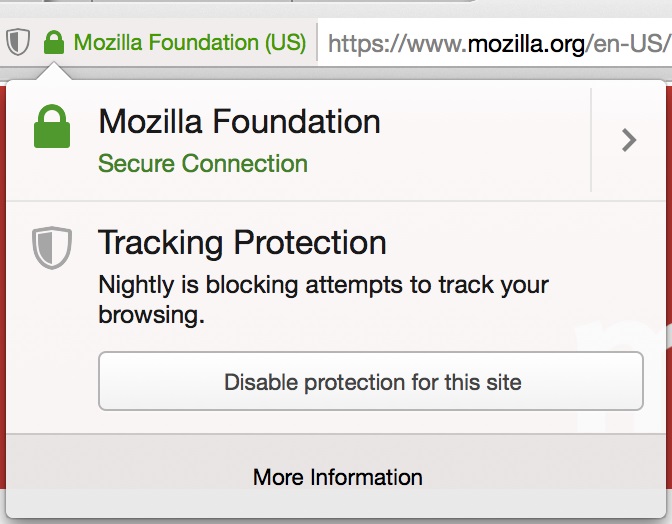 Mozilla Foundation (US) https://www.mozilla.org/en-US/
Mozilla Foundation
Secure Connection
Tracking Protection
Nightly is blocking attempts to track your
browsing.
Disable protection for this site
More Information